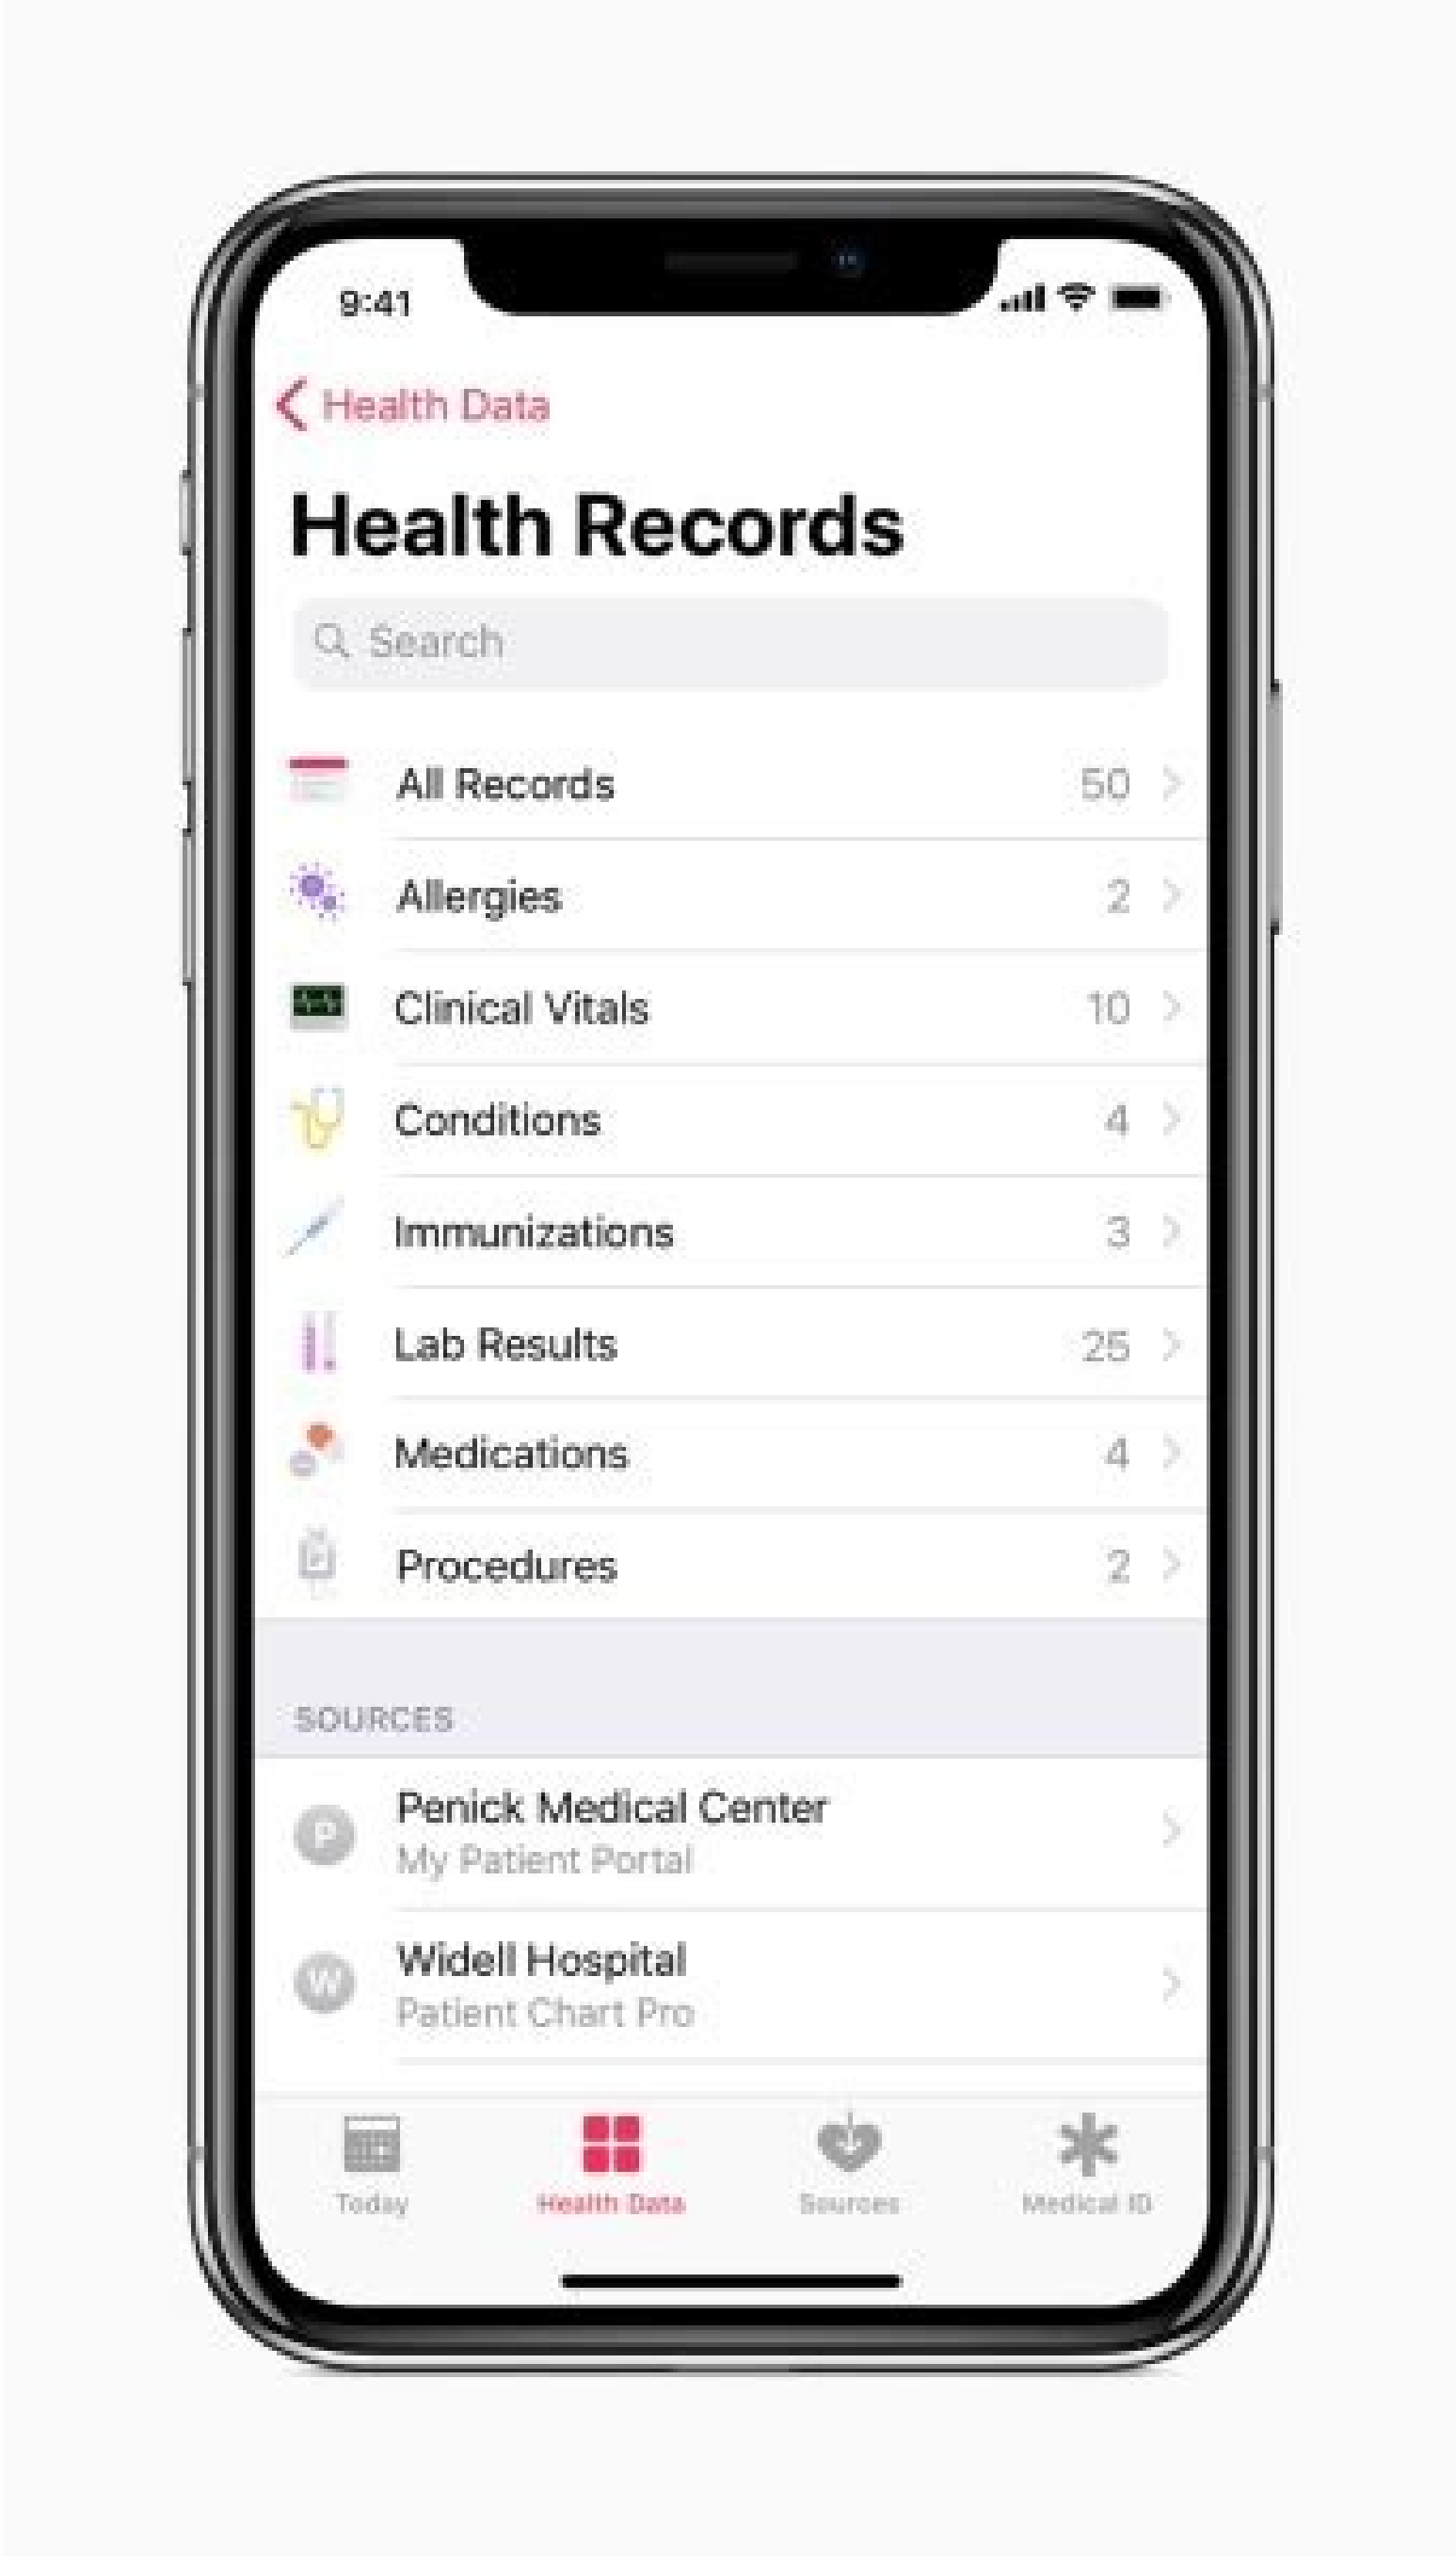 9:41
Health Data
Health Records
Search
All Records 50
Allergies 2
Clinical Vitals 10
Conditions 4
Immunizations 3
Lab Results 25
Medications 4
Procedures 2
SOURCES
P Penick Medical Center
My Patient Portal
W Widell Hospital
Patient Chart Pro
Today Health Data Sources Medical ID